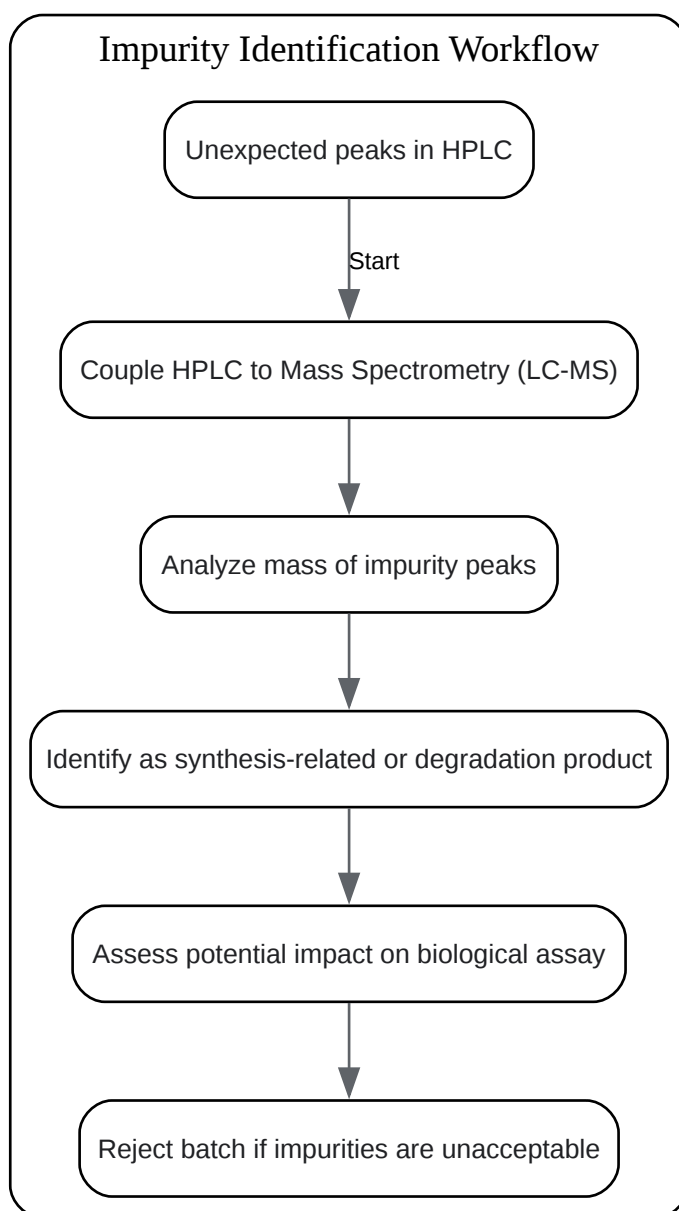 Impurity Identification Workflow
Unexpected peaks in HPLC
Start
Couple HPLC to Mass Spectrometry (LC-MS)
Analyze mass of impurity peaks
Identify as synthesis-related or degradation product
Assess potential impact on biological assay
Reject batch if impurities are unacceptable